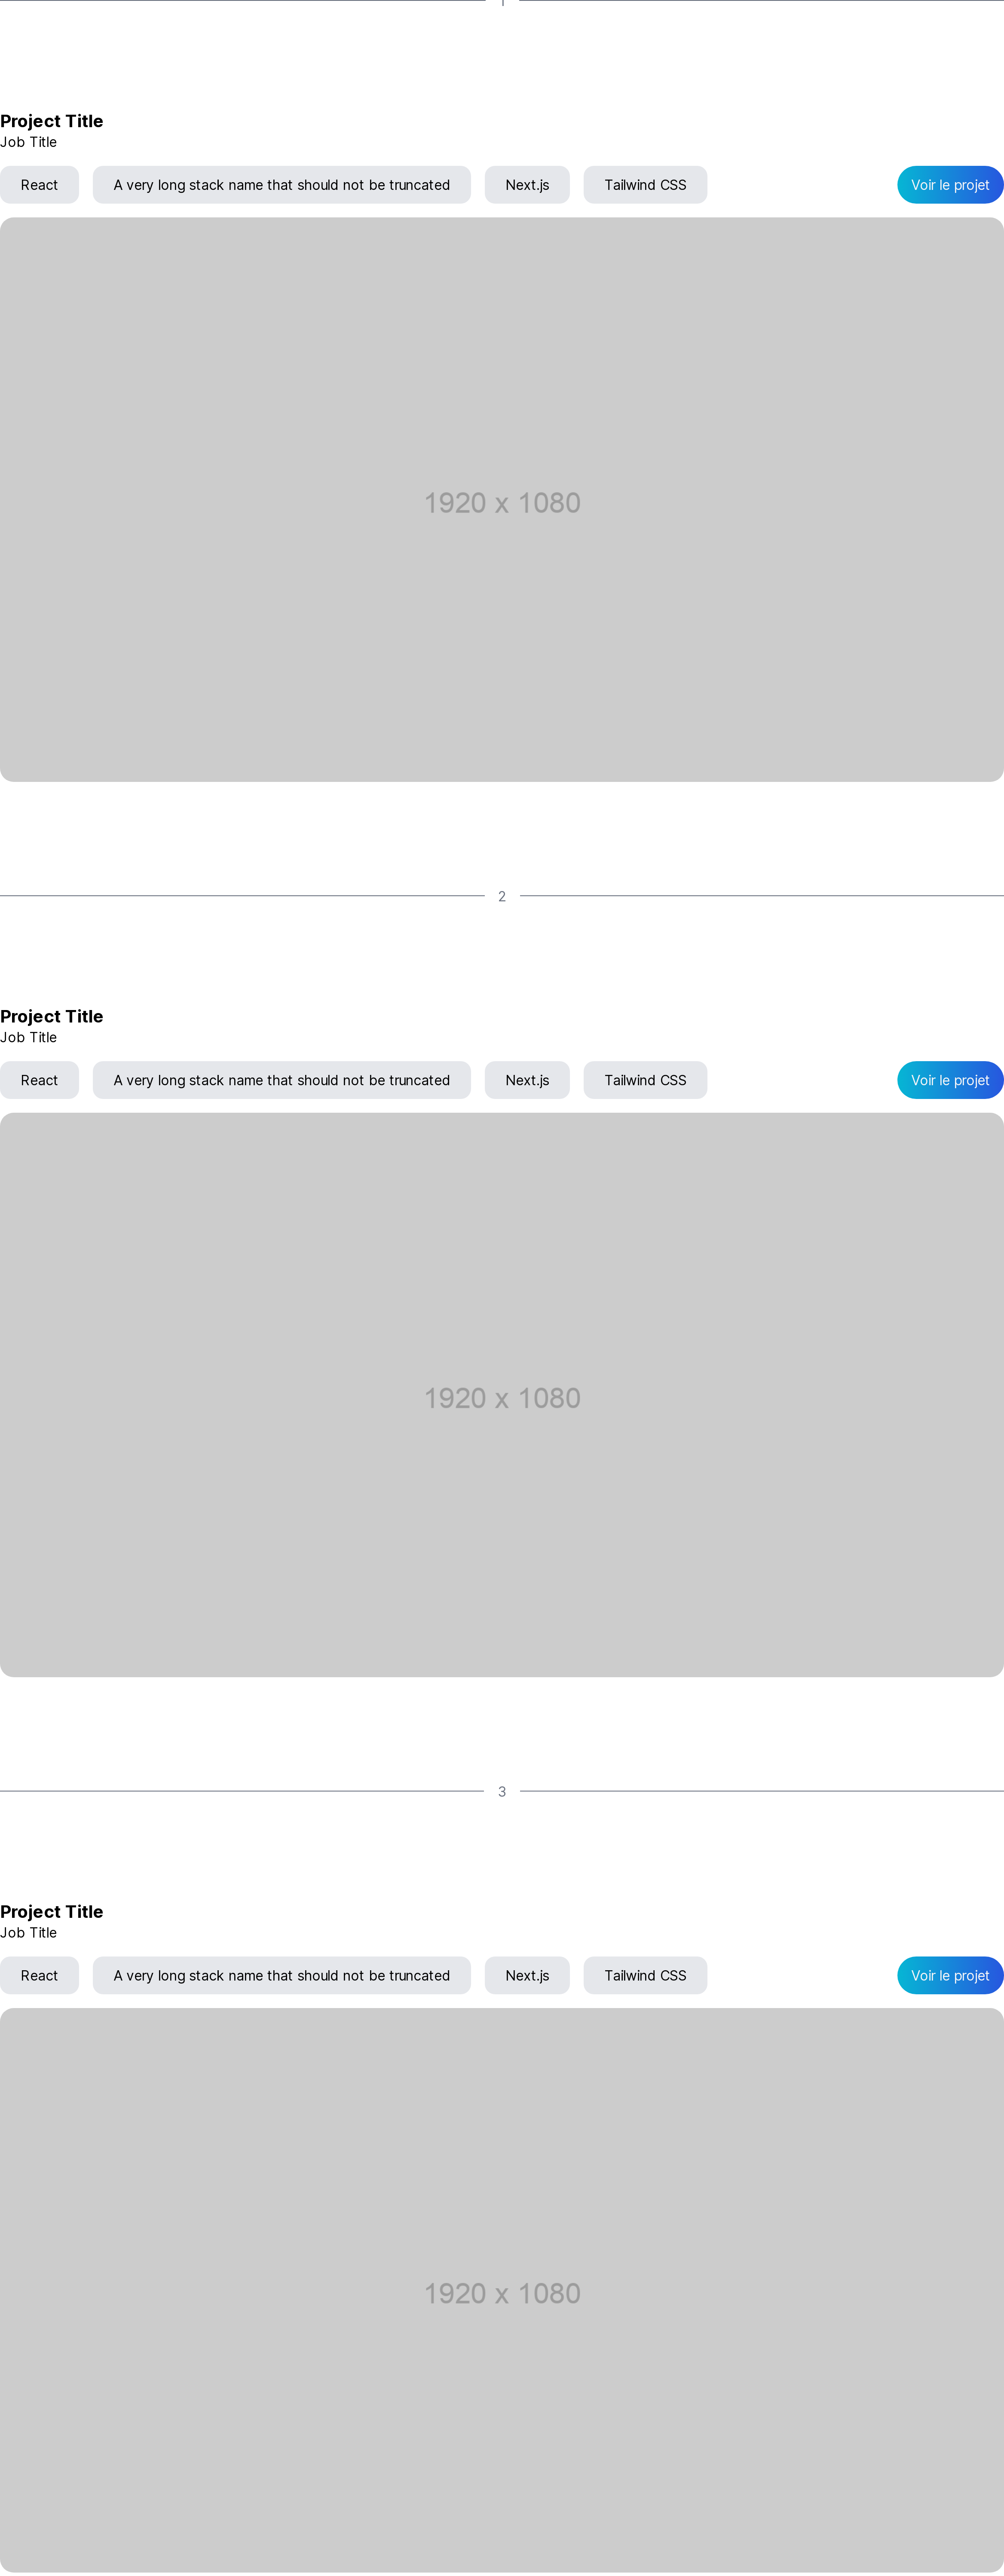 Project Title
Job Title
React A very long stack name that should not be truncated Next.js Tailwind CSS Voir le projet
1920 x 1080
2
Project Title
Job Title
React A very long stack name that should not be truncated Next.js Tailwind CSS Voir le projet
1920 x 1080
3
Project Title
Job Title
React A very long stack name that should not be truncated Next.js Tailwind CSS Voir le projet
1920 x 1080